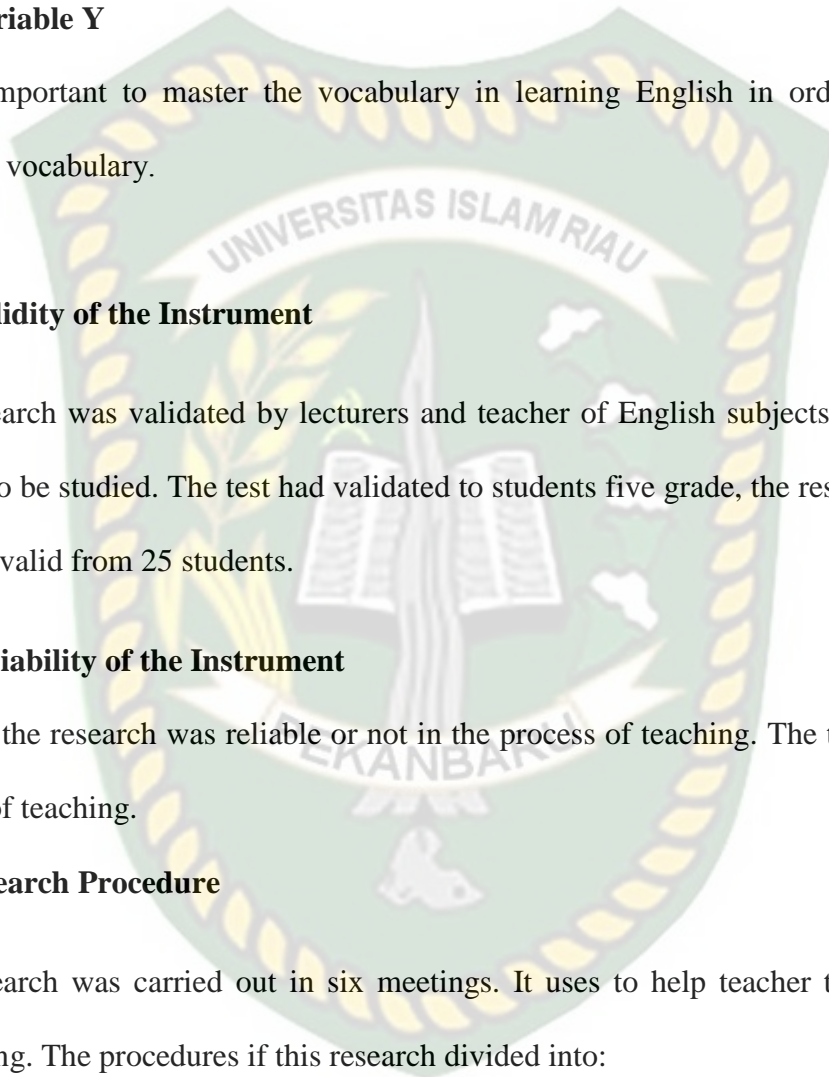 riable Y
mportant to master the vocabulary in learning English in ord
vocabulary.
UNIVERSITAS ISLAM RIAU
lidity of the Instrument
earch was validated by lecturers and teacher of English subjects
o be studied. The test had validated to students five grade, the res
valid from 25 students.
iability of the Instrument
the research was reliable or not in the process of teaching. The t
PEKANBARU
of teaching.
earch Procedure
earch was carried out in six meetings. It uses to help teacher t
ng. The procedures if this research divided into: